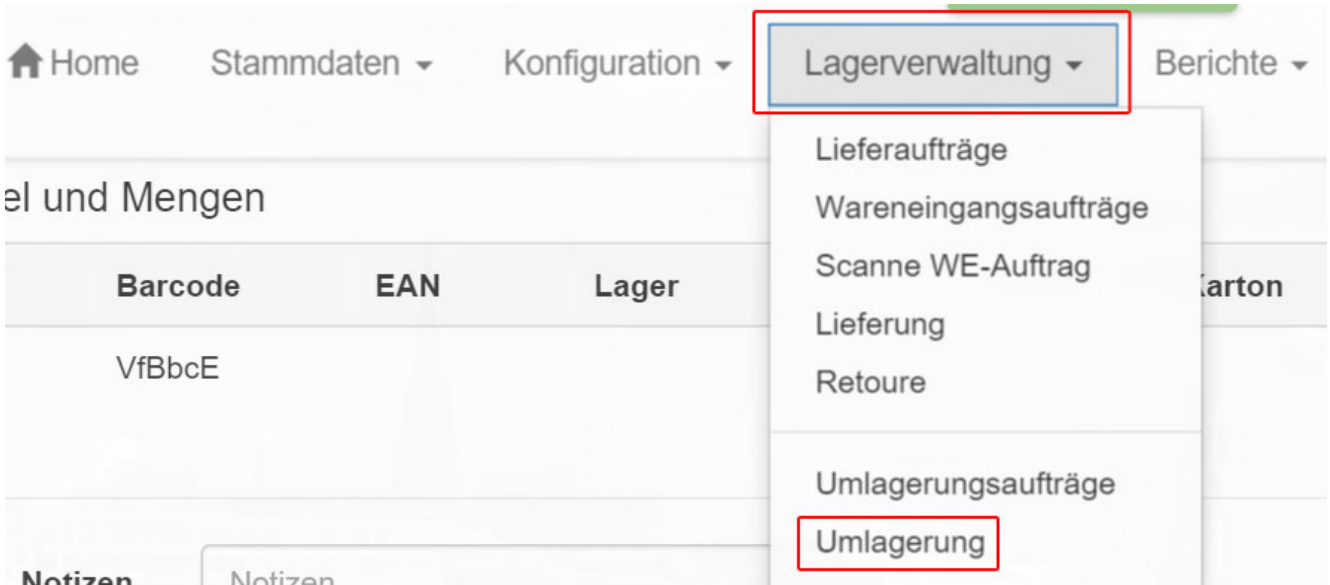 Home Stammdaten Konfiguration Lagerverwaltung Berichte
Lieferaufträge
Wareneingangsaufträge
Scanne WE-Auftrag
Lieferung
Retoure
Umlagerungsaufträge
Umlagerung
el und Mengen
Barcode EAN Lager arton
VfBbcE
Notizen Notizen